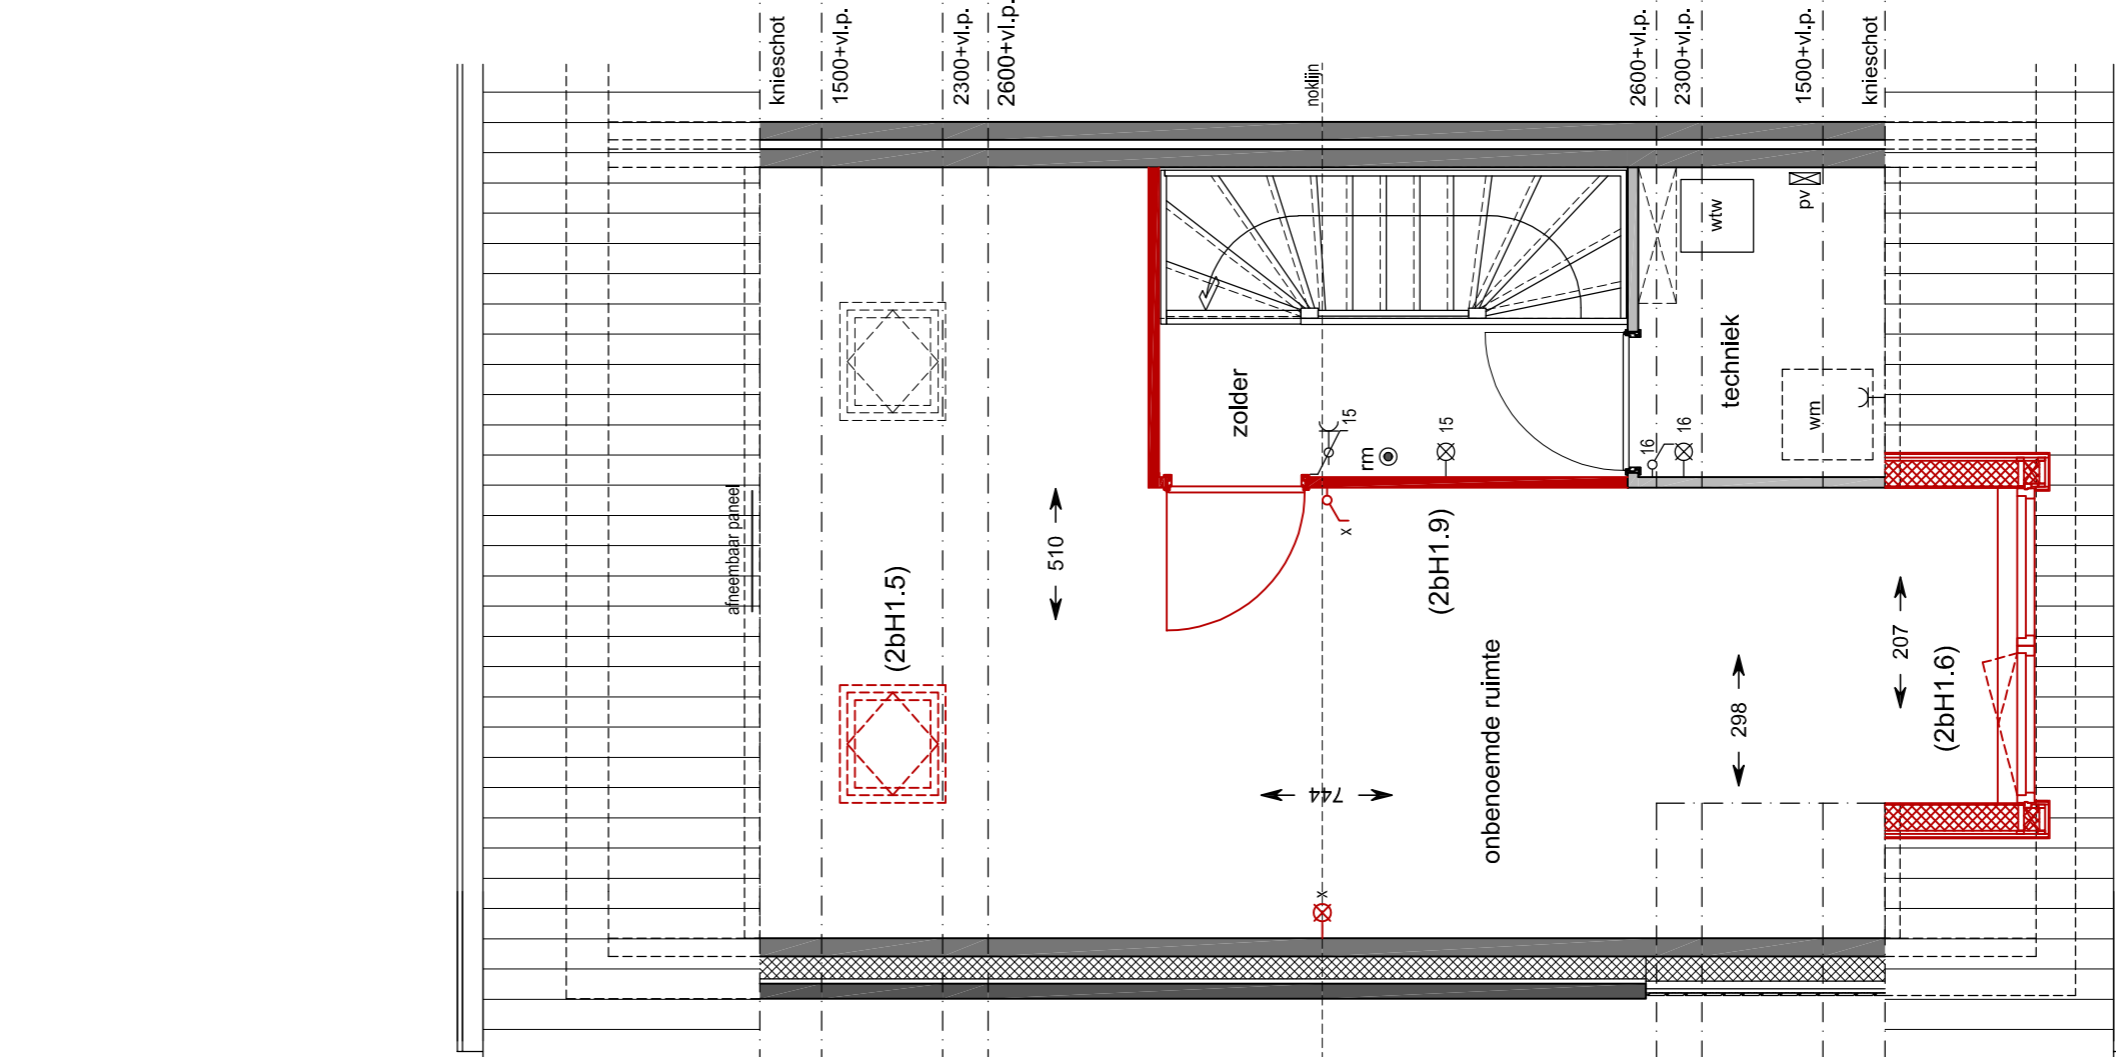 knieschot
1500+vl.p.
2300+vl.p.
2600+vl.p.
noklijn
2600+vl.p.
2300+vl.p.
1500+vl.p.
knieschot
wtw
pv
techniek
wm
zolder
15
rm
15
16
16
afneembaar paneel
510
(2bH1.5)
x
(2bH1.9)
onbenoemde ruimte
298
207
(2bH1.6)
744
x